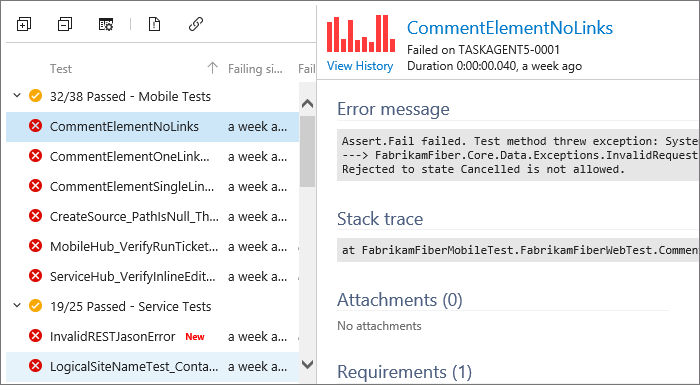 Test Failing si... Fail
32/38 Passed - Mobile Tests
CommentElementNoLinks a week a...
CommentElementOneLink... a week a...
CommentElementSingleLin... a week a...
CreateSource_PathIsNull_Th... a week a...
MobileHub_VerifyRunTicket... a week a...
ServiceHub_VerifyInlineEdit... a week a...
19/25 Passed - Service Tests
InvalidRESTJasonError New a week a...
LogicalSiteNameTest_Conta... a week a...
View History
CommentElementNoLinks
Failed on TASKAGENT5-0001
Duration 0:00:00.040, a week ago
Error message
Assert.Fail failed. Test method threw exception: Syste
---> FabrikamFiber.Core.Data.Exceptions.InvalidRequest
Rejected to state Cancelled is not allowed.
Stack trace
at FabrikamFiberMobileTest.FabrikamFiberWebTest.Commen
Attachments (0)
No attachments
Requirements (1)